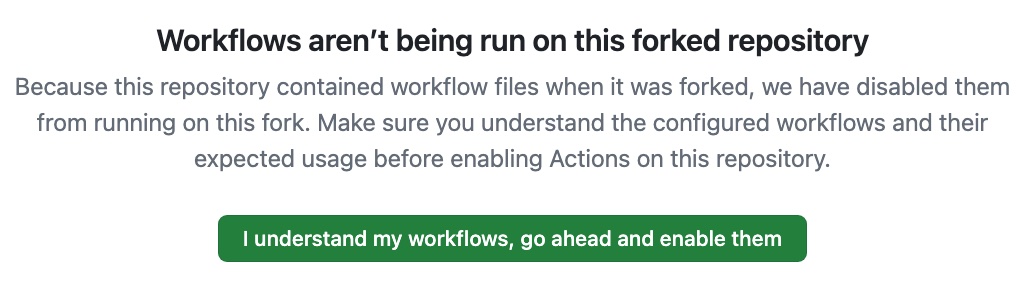 Workflows aren’t being run on this forked repository
Because this repository contained workflow files when it was forked, we have disabled them
from running on this fork. Make sure you understand the configured workflows and their
expected usage before enabling Actions on this repository.
I understand my workflows, go ahead and enable them